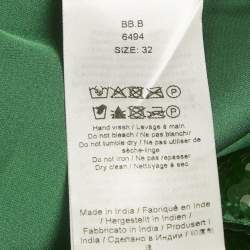 BB.B
6494
SIZE: 32
Hand wash / Lavage à main.
Do not bleach / Ne pas blanchir
Do not tumble dry / Ne pas utiliser de
sèche-linge
Do not iron / Ne pas repasser
Dry clean / Nettoyage à sec
Made in India / Fabriqué en Inde
/ Hergestellt in Indien /
Fabbricato in India / Produsert i
India / Сделано в Индии /